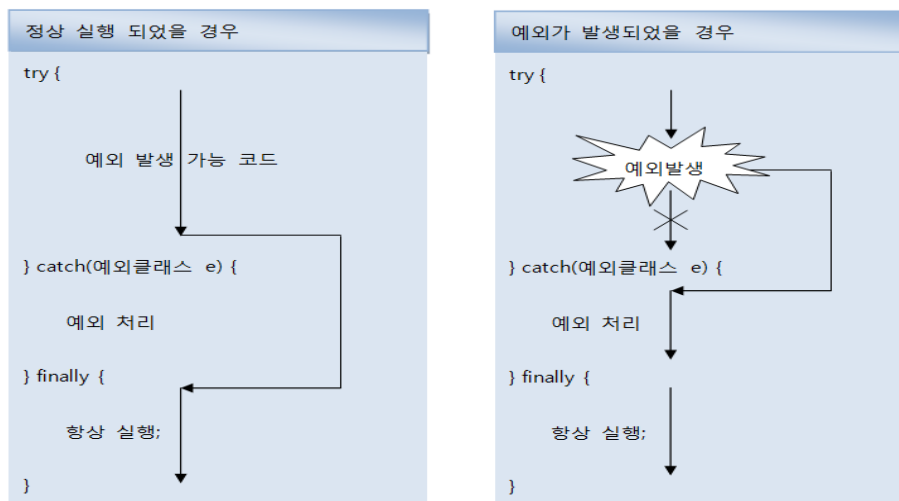 정상 실행 되었을 경우
try {
예외 발생 가능 코드
} catch(예외클래스 e) {
예외 처리
} finally {
항상 실행;
}
예외가 발생되었을 경우
try {
예외발생
} catch(예외클래스 e) {
예외 처리
} finally {
항상 실행;
}